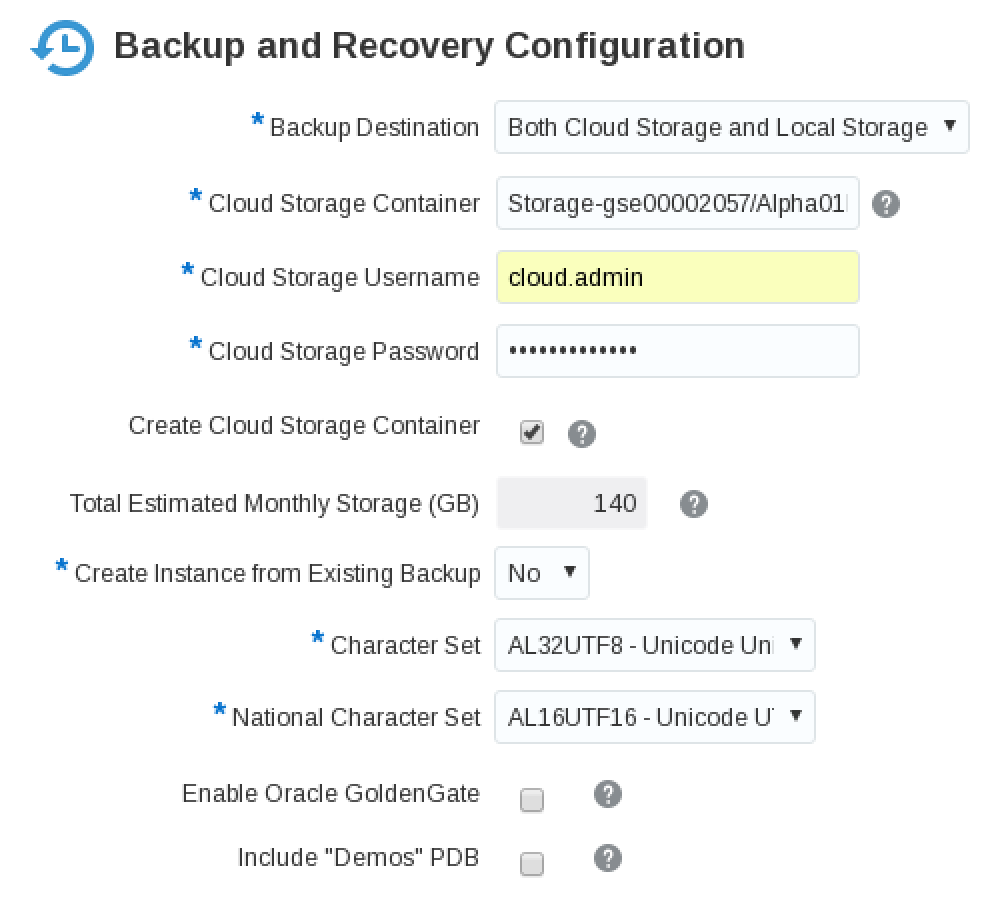 Backup and Recovery Configuration
* Backup Destination Both Cloud Storage and Local Storage
* Cloud Storage Container Storage-gse00002057/Alpha01
* Cloud Storage Username cloud.admin
* Cloud Storage Password •••••••••••••
Create Cloud Storage Container ?
Total Estimated Monthly Storage (GB) 140 ?
* Create Instance from Existing Backup No
* Character Set AL32UTF8 - Unicode Uni
* National Character Set AL16UTF16 - Unicode U
Enable Oracle GoldenGate ?
Include "Demos" PDB ?